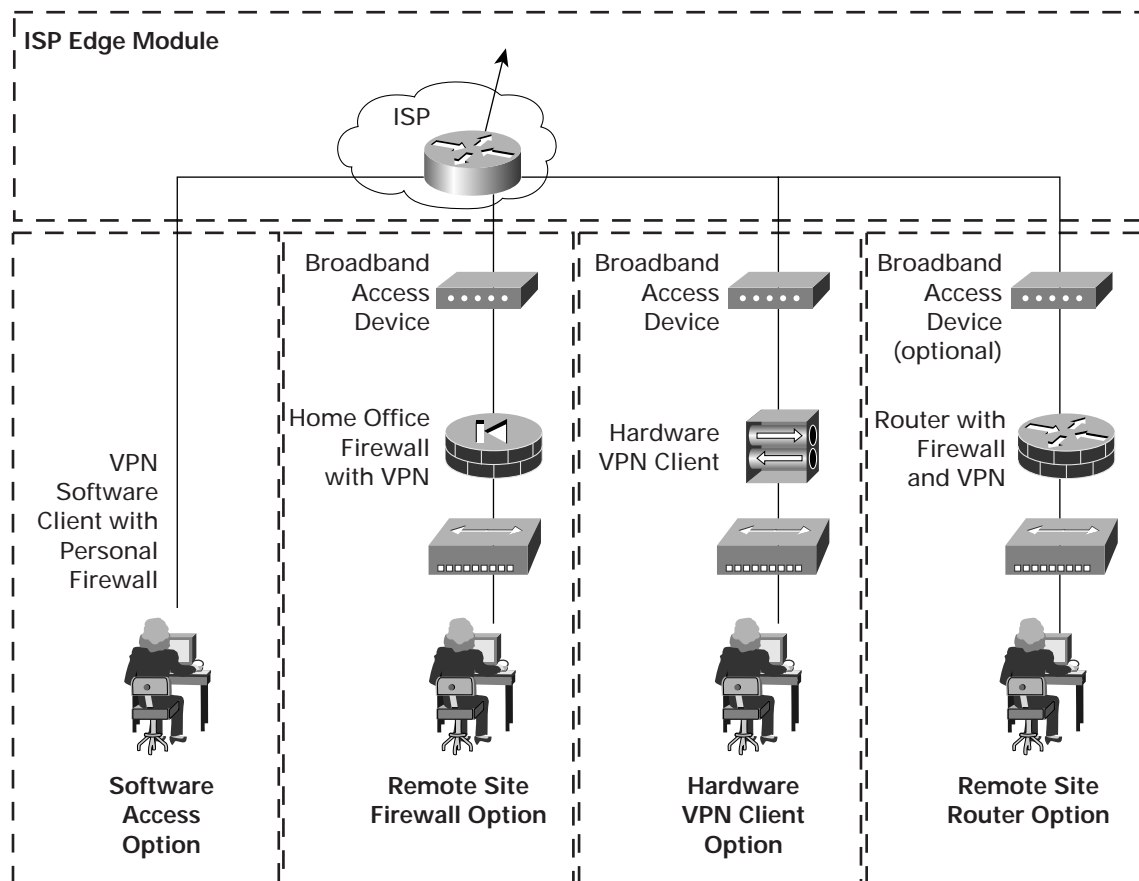 ISP Edge Module
ISP
Broadband
Access
Device
Broadband
Access
Device
Broadband
Access
Device
(optional)
Home Office
Firewall
with VPN
Hardware
VPN Client
Router with
Firewall
and VPN
VPN
Software
Client with
Personal
Firewall
Software
Access
Option
Remote Site
Firewall Option
Hardware
VPN Client
Option
Remote Site
Router Option